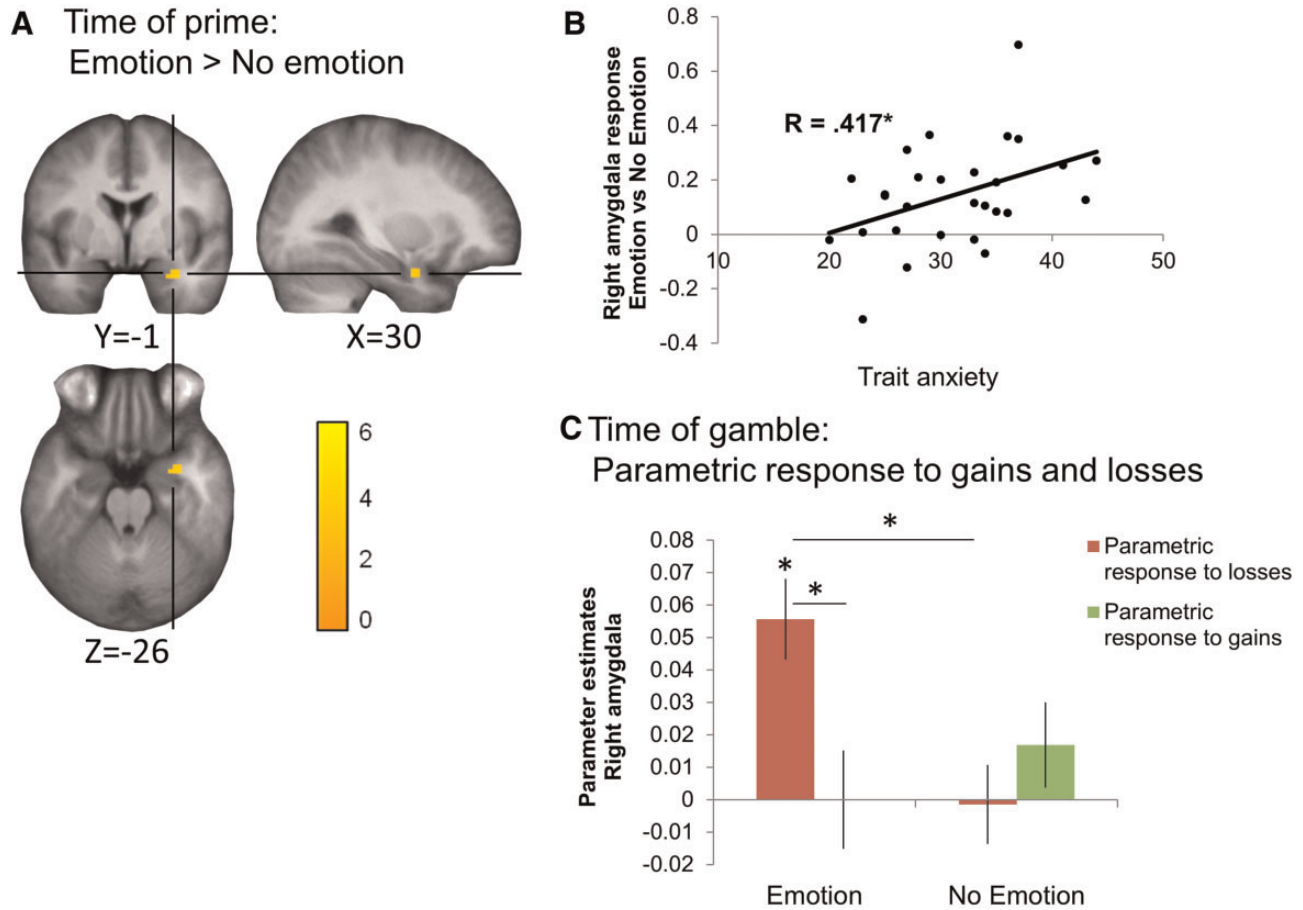 A Time of prime:
Emotion > No emotion
Y=-1
X=30
Z=-26
6
4
2
0
B
Right amygdala response
Emotion vs No Emotion
0.8
0.6
0.4
0.2
0
-0.2
-0.4
R = .417*
10
20
30
40
50
Trait anxiety
C Time of gamble:
Parametric response to gains and losses
Parameter estimates
Right amygdala
0.08
0.07
0.06
0.05
0.04
0.03
0.02
0.01
0
-0.01
-0.02
*
*
*
Emotion
No Emotion
Parametric
response to losses
Parametric
response to gains